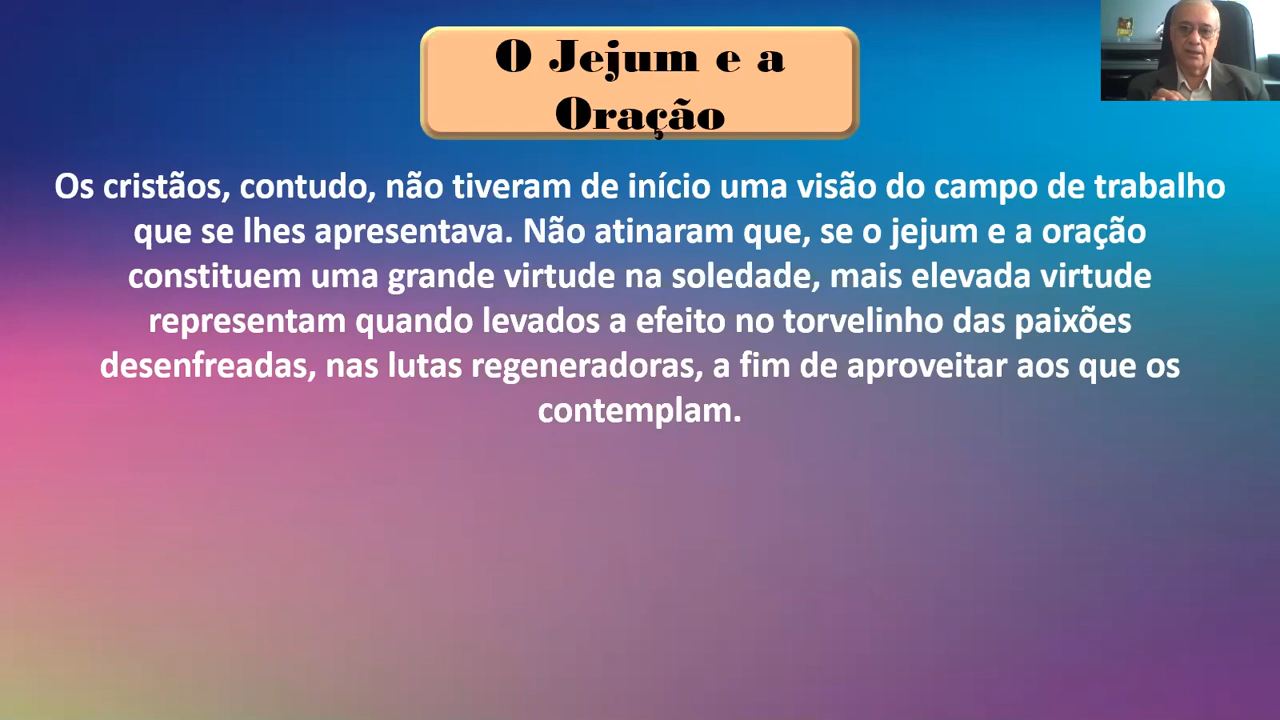 O Jejum e a
Oração
Os cristãos, contudo, não tiveram de início uma visão do campo de trabalho
que se lhes apresentava. Não atinaram que, se o jejum e a oração
constituem uma grande virtude na soledade, mais elevada virtude
representam quando levados a efeito no torvelinho das paixões
desenfreadas, nas lutas regeneradoras, a fim de aproveitar aos que os
contemplam.